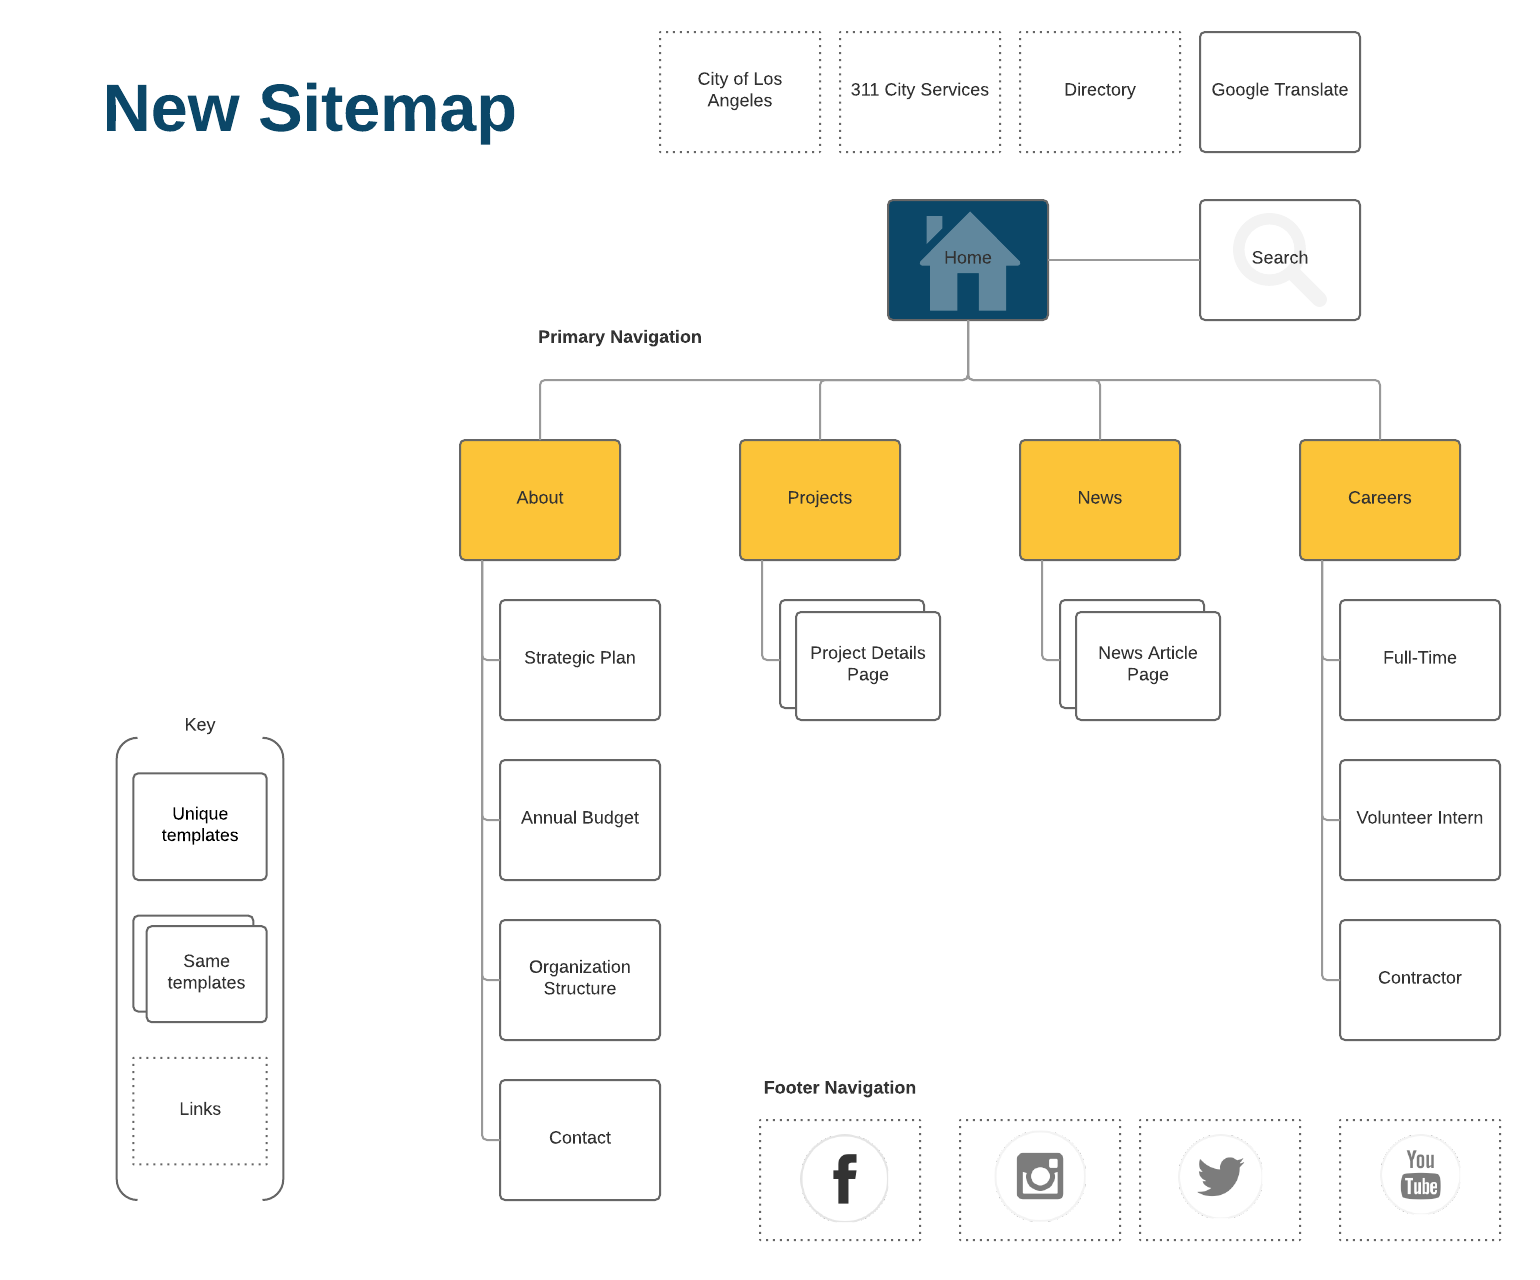 New Sitemap
City of Los
Angeles
311 City Services
Directory
Google Translate
Home
Search
Primary Navigation
About
Projects
News
Careers
Strategic Plan
Project Details
Page
News Article
Page
Full-Time
Key
Unique
templates
Annual Budget
Volunteer Intern
Same
templates
Organization
Structure
Contractor
Links
Contact
Footer Navigation
f
You
Tube